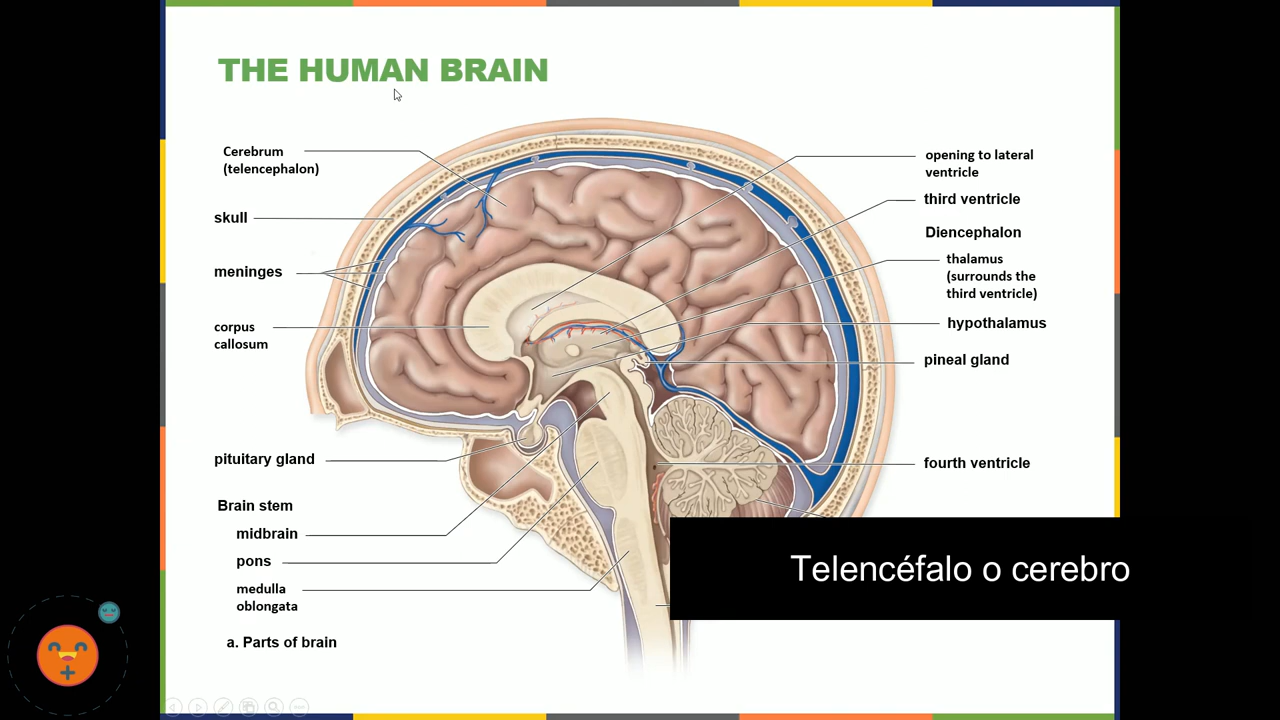 THE HUMAN BRAIN
Cerebrum
(telencephalon)
skull
meninges
corpus
callosum
pituitary gland
Brain stem
midbrain
pons
medulla
oblongata
a. Parts of brain
opening to lateral
ventricle
third ventricle
Diencephalon
thalamus
(surrounds the
third ventricle)
hypothalamus
pineal gland
fourth ventricle
Telencéfalo o cerebro